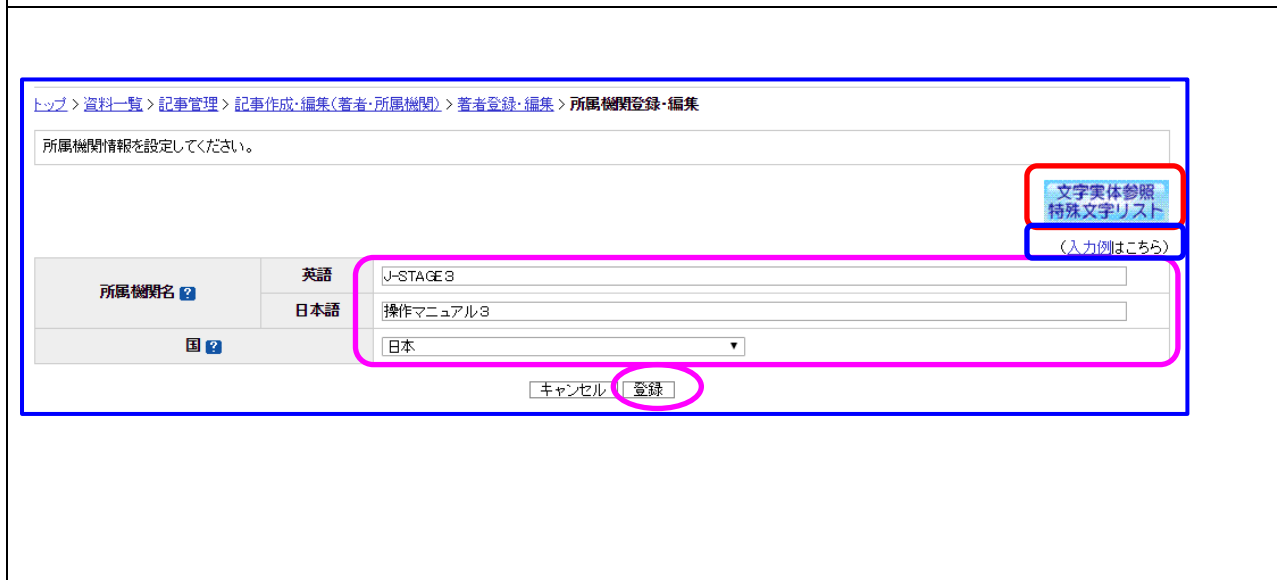 トップ > 資料一覧 > 記事管理 > 記事作成・編集(著者・所属機関) > 著者登録・編集 > 所属機関登録・編集
所属機関情報を設定してください。
文字実体参照
特殊文字リスト
(入力例はこちら)
所属機関名 ?
英語
J-STAGE3
日本語
操作マニュアル3
国 ?
日本 ▼
キャンセル 登録